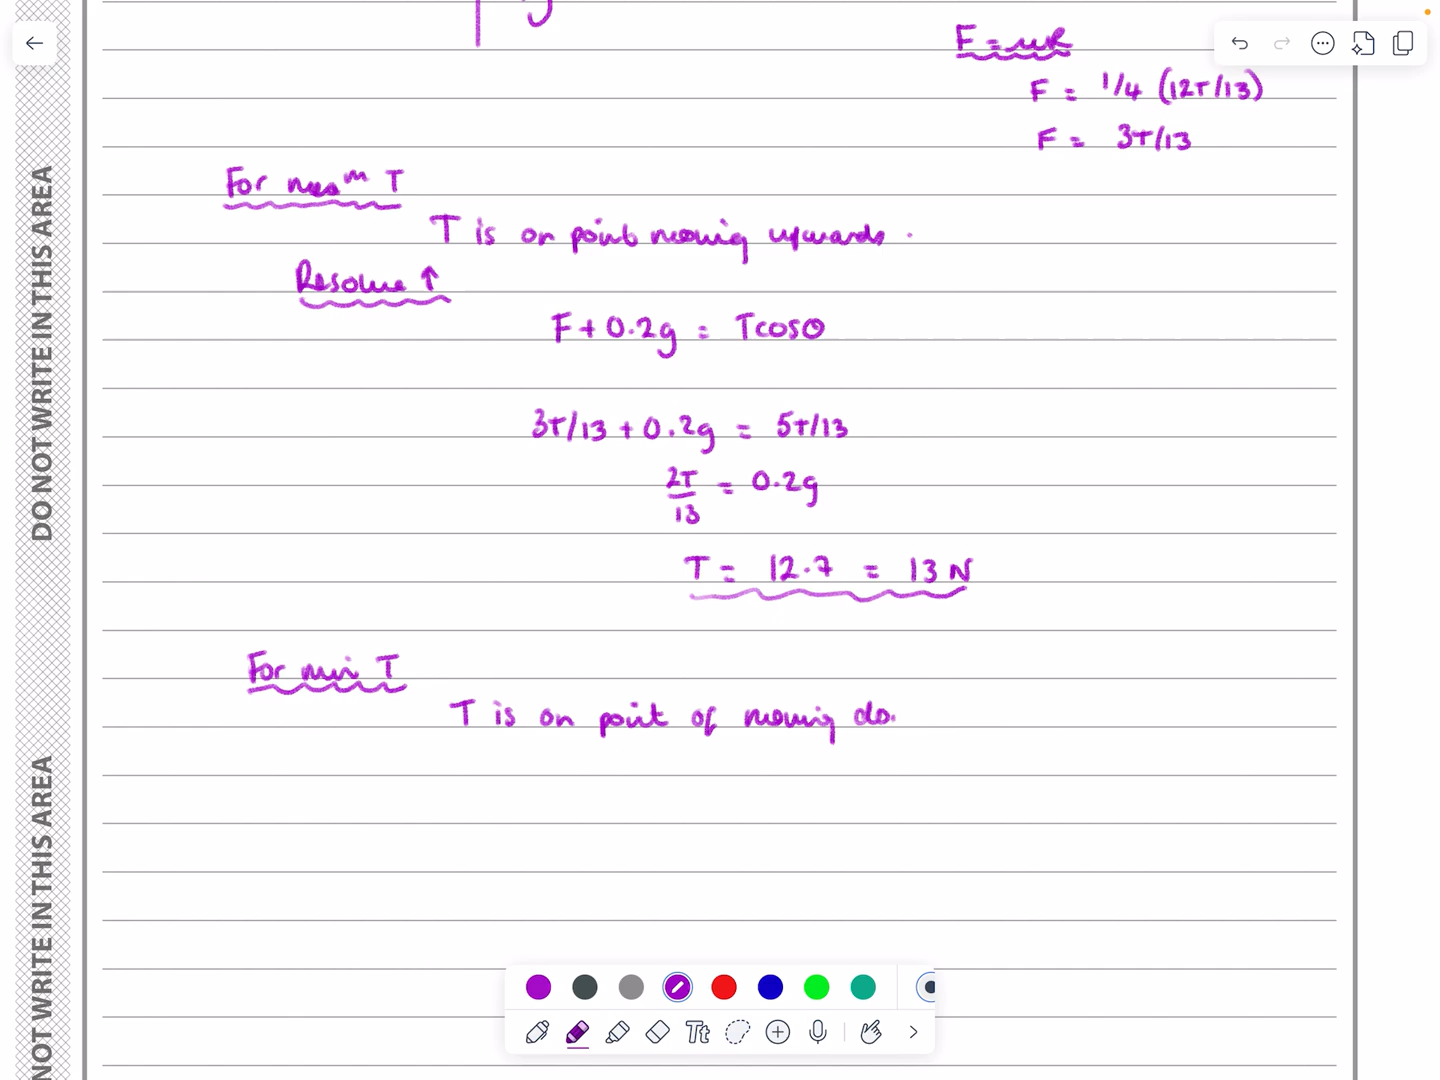 F = μR
F = 1/4 (12T/13)
F = 3T/13
For max^m T
T is on point moving upwards.
Resolve ↑
F + 0.2g = Tcosθ
3T/13 + 0.2g = 5T/13
2T/13 = 0.2g
T = 12.7 = 13 N
For min T
T is on point of moving do
DO NOT WRITE IN THIS AREA
NOT WRITE IN THIS AREA
Tt